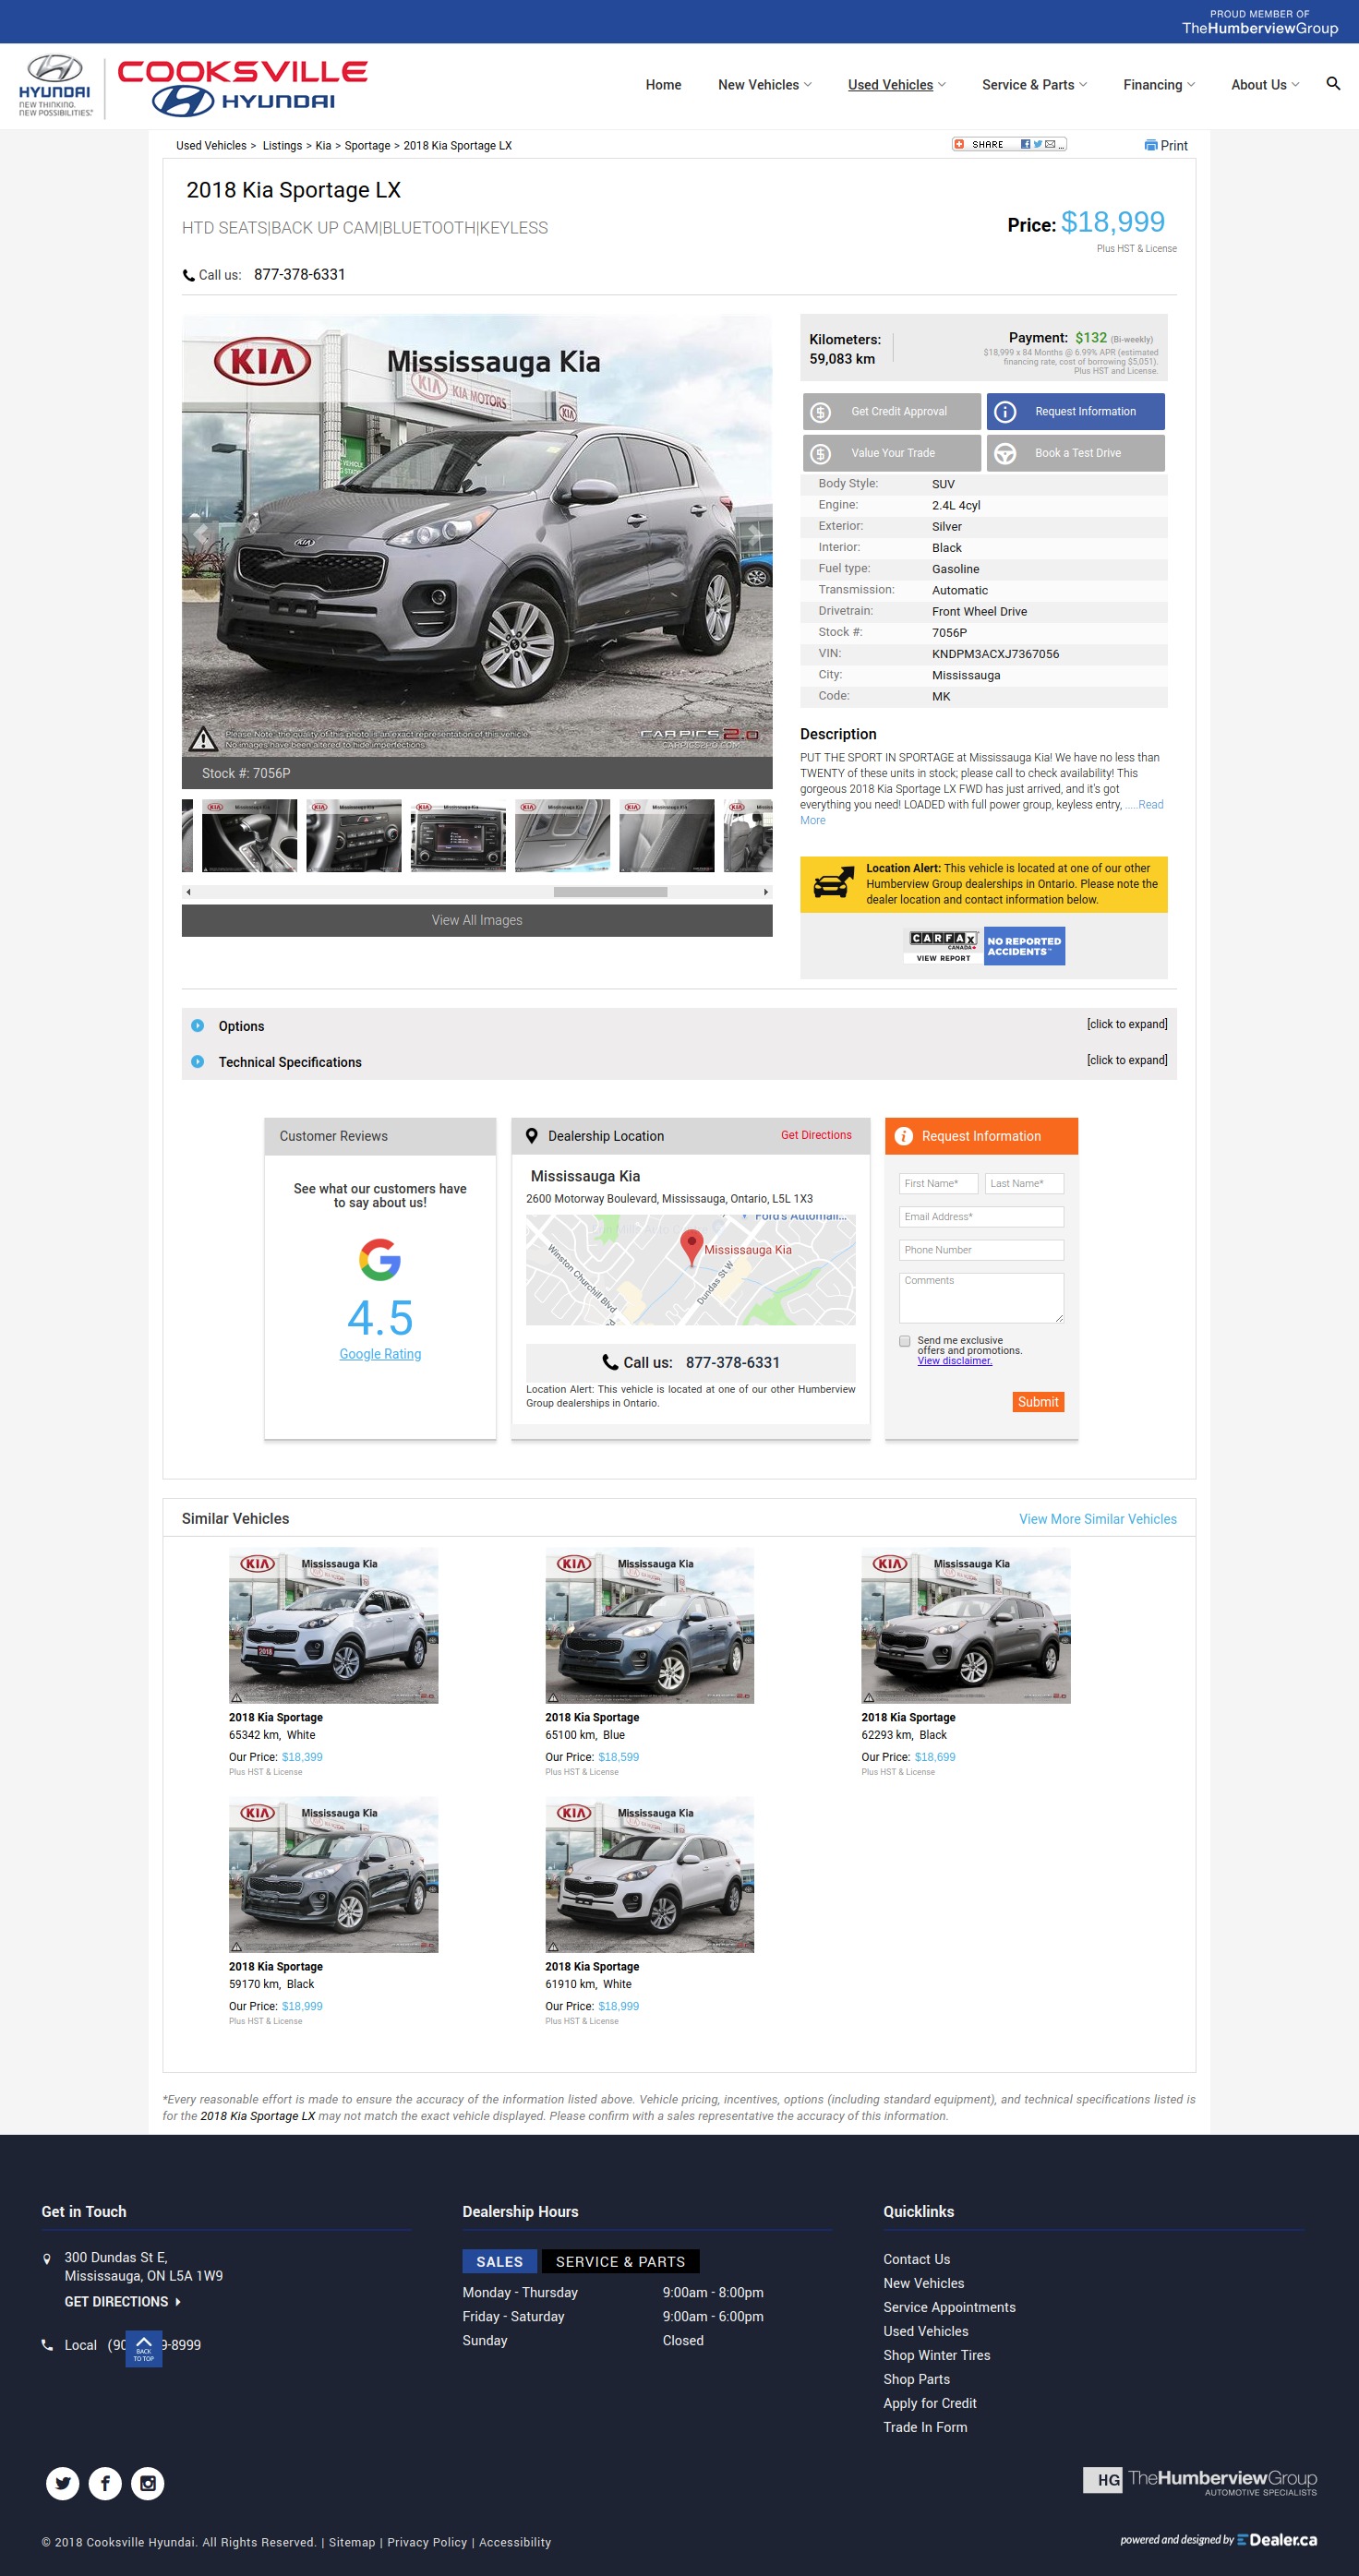 PROUD MEMBER OF
TheHumberviewGroup
HYUNDAI
NEW THINKING.
NEW POSSIBILITIES.
COOKSVILLE
HYUNDAI
Home
New Vehicles
Used Vehicles
Service & Parts
Financing
About Us
Used Vehicles > Listings > Kia > Sportage > 2018 Kia Sportage LX
SHARE
Print
2018 Kia Sportage LX
HTD SEATS|BACK UP CAM|BLUETOOTH|KEYLESS
Price: $18,999
Plus HST & License
Call us: 877-378-6331
KIA
Mississauga Kia
KIA KIA MOTORS
KIA
Please Note: the quality of this photo is an exact representation of this vehicle.
No images have been altered to hide imperfections.
CARPICS2.0
CARPICS2PO.COM
Stock #: 7056P
View All Images
Kilometers:
59,083 km
Payment: $132 (Bi-weekly)
$18,999 x 84 Months @ 6.99% APR (estimated
financing rate, cost of borrowing $5,051).
Plus HST and License.
Get Credit Approval
Request Information
Value Your Trade
Book a Test Drive
Body Style: SUV
Engine: 2.4L 4cyl
Exterior: Silver
Interior: Black
Fuel type: Gasoline
Transmission: Automatic
Drivetrain: Front Wheel Drive
Stock #: 7056P
VIN: KNDPM3ACXJ7367056
City: Mississauga
Code: MK
Description
PUT THE SPORT IN SPORTAGE at Mississauga Kia! We have no less than
TWENTY of these units in stock; please call to check availability! This
gorgeous 2018 Kia Sportage LX FWD has just arrived, and it's got
everything you need! LOADED with full power group, keyless entry, .....Read
More
Location Alert: This vehicle is located at one of our other
Humberview Group dealerships in Ontario. Please note the
dealer location and contact information below.
CARFAX
CANADA
VIEW REPORT
NO REPORTED
ACCIDENTS
Options
[click to expand]
Technical Specifications
[click to expand]
Customer Reviews
See what our customers have
to say about us!
4.5
Google Rating
Dealership Location
Get Directions
Mississauga Kia
2600 Motorway Boulevard, Mississauga, Ontario, L5L 1X3
Ford's Automall...
Mississauga Kia
Winston Churchill Blvd
Dundas St W
Call us: 877-378-6331
Location Alert: This vehicle is located at one of our other Humberview
Group dealerships in Ontario.
Request Information
First Name*
Last Name*
Email Address*
Phone Number
Comments
Send me exclusive
offers and promotions.
View disclaimer.
Submit
Similar Vehicles
View More Similar Vehicles
KIA Mississauga Kia
KIA Mississauga Kia
KIA Mississauga Kia
2018 Kia Sportage
65342 km, White
Our Price: $18,399
Plus HST & License
2018 Kia Sportage
65100 km, Blue
Our Price: $18,599
Plus HST & License
2018 Kia Sportage
62293 km, Black
Our Price: $18,699
Plus HST & License
KIA Mississauga Kia
KIA Mississauga Kia
2018 Kia Sportage
59170 km, Black
Our Price: $18,999
Plus HST & License
2018 Kia Sportage
61910 km, White
Our Price: $18,999
Plus HST & License
*Every reasonable effort is made to ensure the accuracy of the information listed above. Vehicle pricing, incentives, options (including standard equipment), and technical specifications listed is
for the 2018 Kia Sportage LX may not match the exact vehicle displayed. Please confirm with a sales representative the accuracy of this information.
Get in Touch
300 Dundas St E,
Mississauga, ON L5A 1W9
GET DIRECTIONS
Local (90 9-8999
BACK
TO TOP
Dealership Hours
SALES
SERVICE & PARTS
Monday - Thursday 9:00am - 8:00pm
Friday - Saturday 9:00am - 6:00pm
Sunday Closed
Quicklinks
Contact Us
New Vehicles
Service Appointments
Used Vehicles
Shop Winter Tires
Shop Parts
Apply for Credit
Trade In Form
HG TheHumberviewGroup
AUTOMOTIVE SPECIALISTS
© 2018 Cooksville Hyundai. All Rights Reserved. | Sitemap | Privacy Policy | Accessibility
powered and designed by EDealer.ca